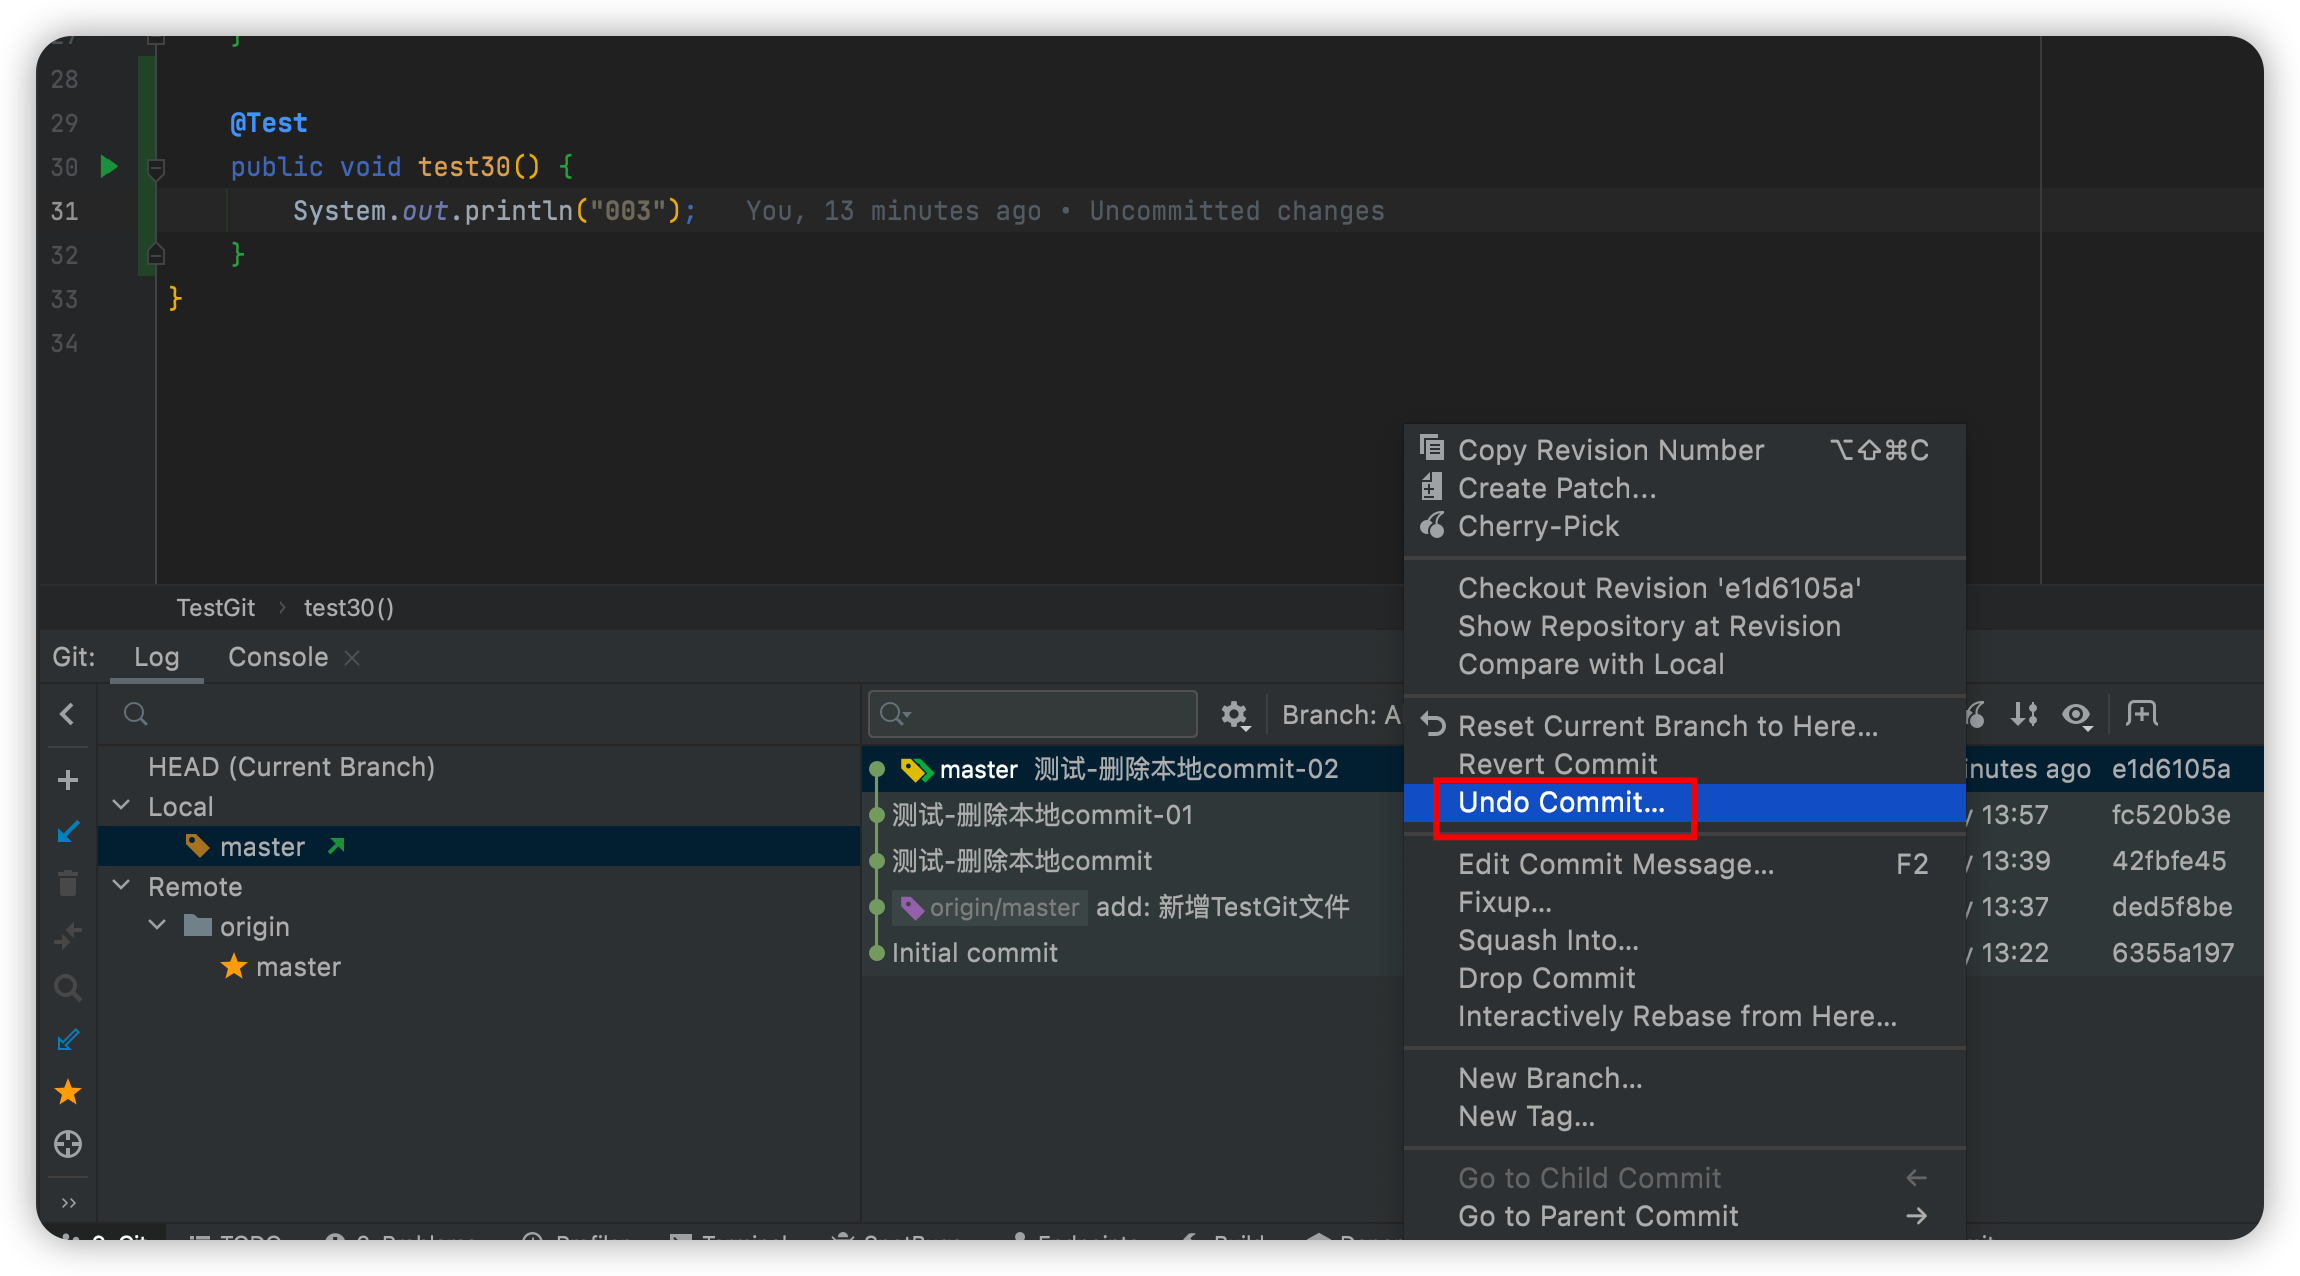 27 }
28
29 @Test
30 public void test30() {
31 System.out.println("003"); You, 13 minutes ago • Uncommitted changes
32 }
33 }
34
TestGit › test30()
Git: Log Console ×
HEAD (Current Branch)
Local
master
Remote
origin
master
Branch: A
master 测试-删除本地commit-02
inutes ago e1d6105a
测试-删除本地commit-01
y 13:57 fc520b3e
测试-删除本地commit
y 13:39 42fbfe45
origin/master add: 新增TestGit文件
y 13:37 ded5f8be
Initial commit
y 13:22 6355a197
Copy Revision Number ⌥⇧⌘C
Create Patch...
Cherry-Pick
Checkout Revision 'e1d6105a'
Show Repository at Revision
Compare with Local
Reset Current Branch to Here...
Revert Commit
Undo Commit...
Edit Commit Message... F2
Fixup...
Squash Into...
Drop Commit
Interactively Rebase from Here...
New Branch...
New Tag...
Go to Child Commit ←
Go to Parent Commit →